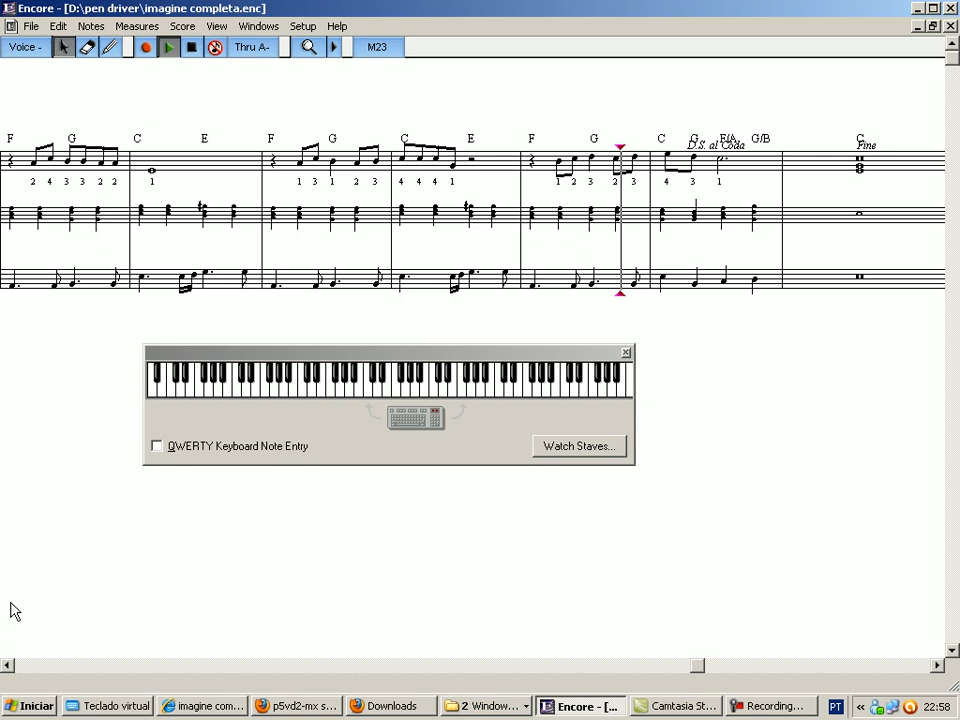 Encore - [D:\pen driver\imagine completa.enc]
File Edit Notes Measures Score View Windows Setup Help
Voice - Thru A- M23
F G C E F G C E F G C G F/A G/B C
D.S. al Coda Fine
2 4 3 3 2 2 1 1 3 1 2 3 4 4 4 1 1 2 3 2 3 4 3 1
QWERTY Keyboard Note Entry Watch Staves...
Iniciar Teclado virtual imagine com... p5vd2-mx s... Downloads 2 Window... Encore - [... Camtasia St... Recording... PT « 22:58